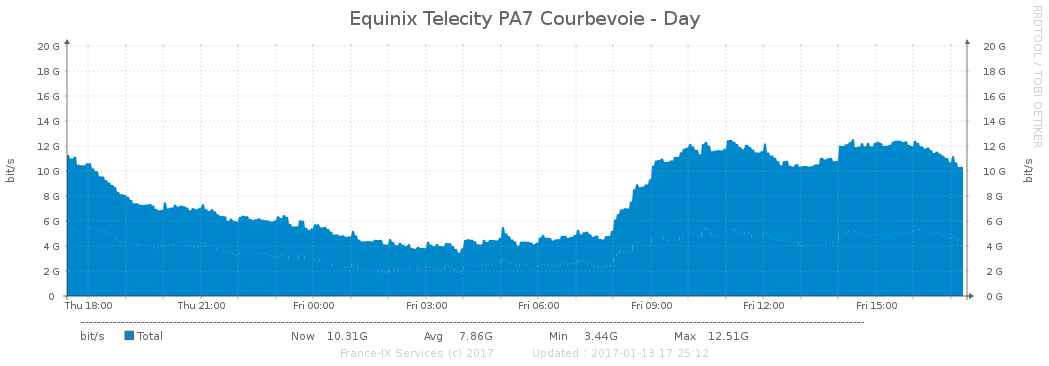 Equinix Telecity PA7 Courbevoie - Day
RRDTOOL / TOBI OETIKER
bit/s
20 G 20 G
18 G 18 G
16 G 16 G
14 G 14 G
12 G 12 G
10 G 10 G
8 G 8 G
6 G 6 G
4 G 4 G
2 G 2 G
0 0 G
bit/s
Thu 18:00 Thu 21:00 Fri 00:00 Fri 03:00 Fri 06:00 Fri 09:00 Fri 12:00 Fri 15:00
bit/s Total Now 10.31G Avg 7.86G Min 3.44G Max 12.51G
France-IX Services (c) 2017 Updated : 2017-01-13 17:25:12